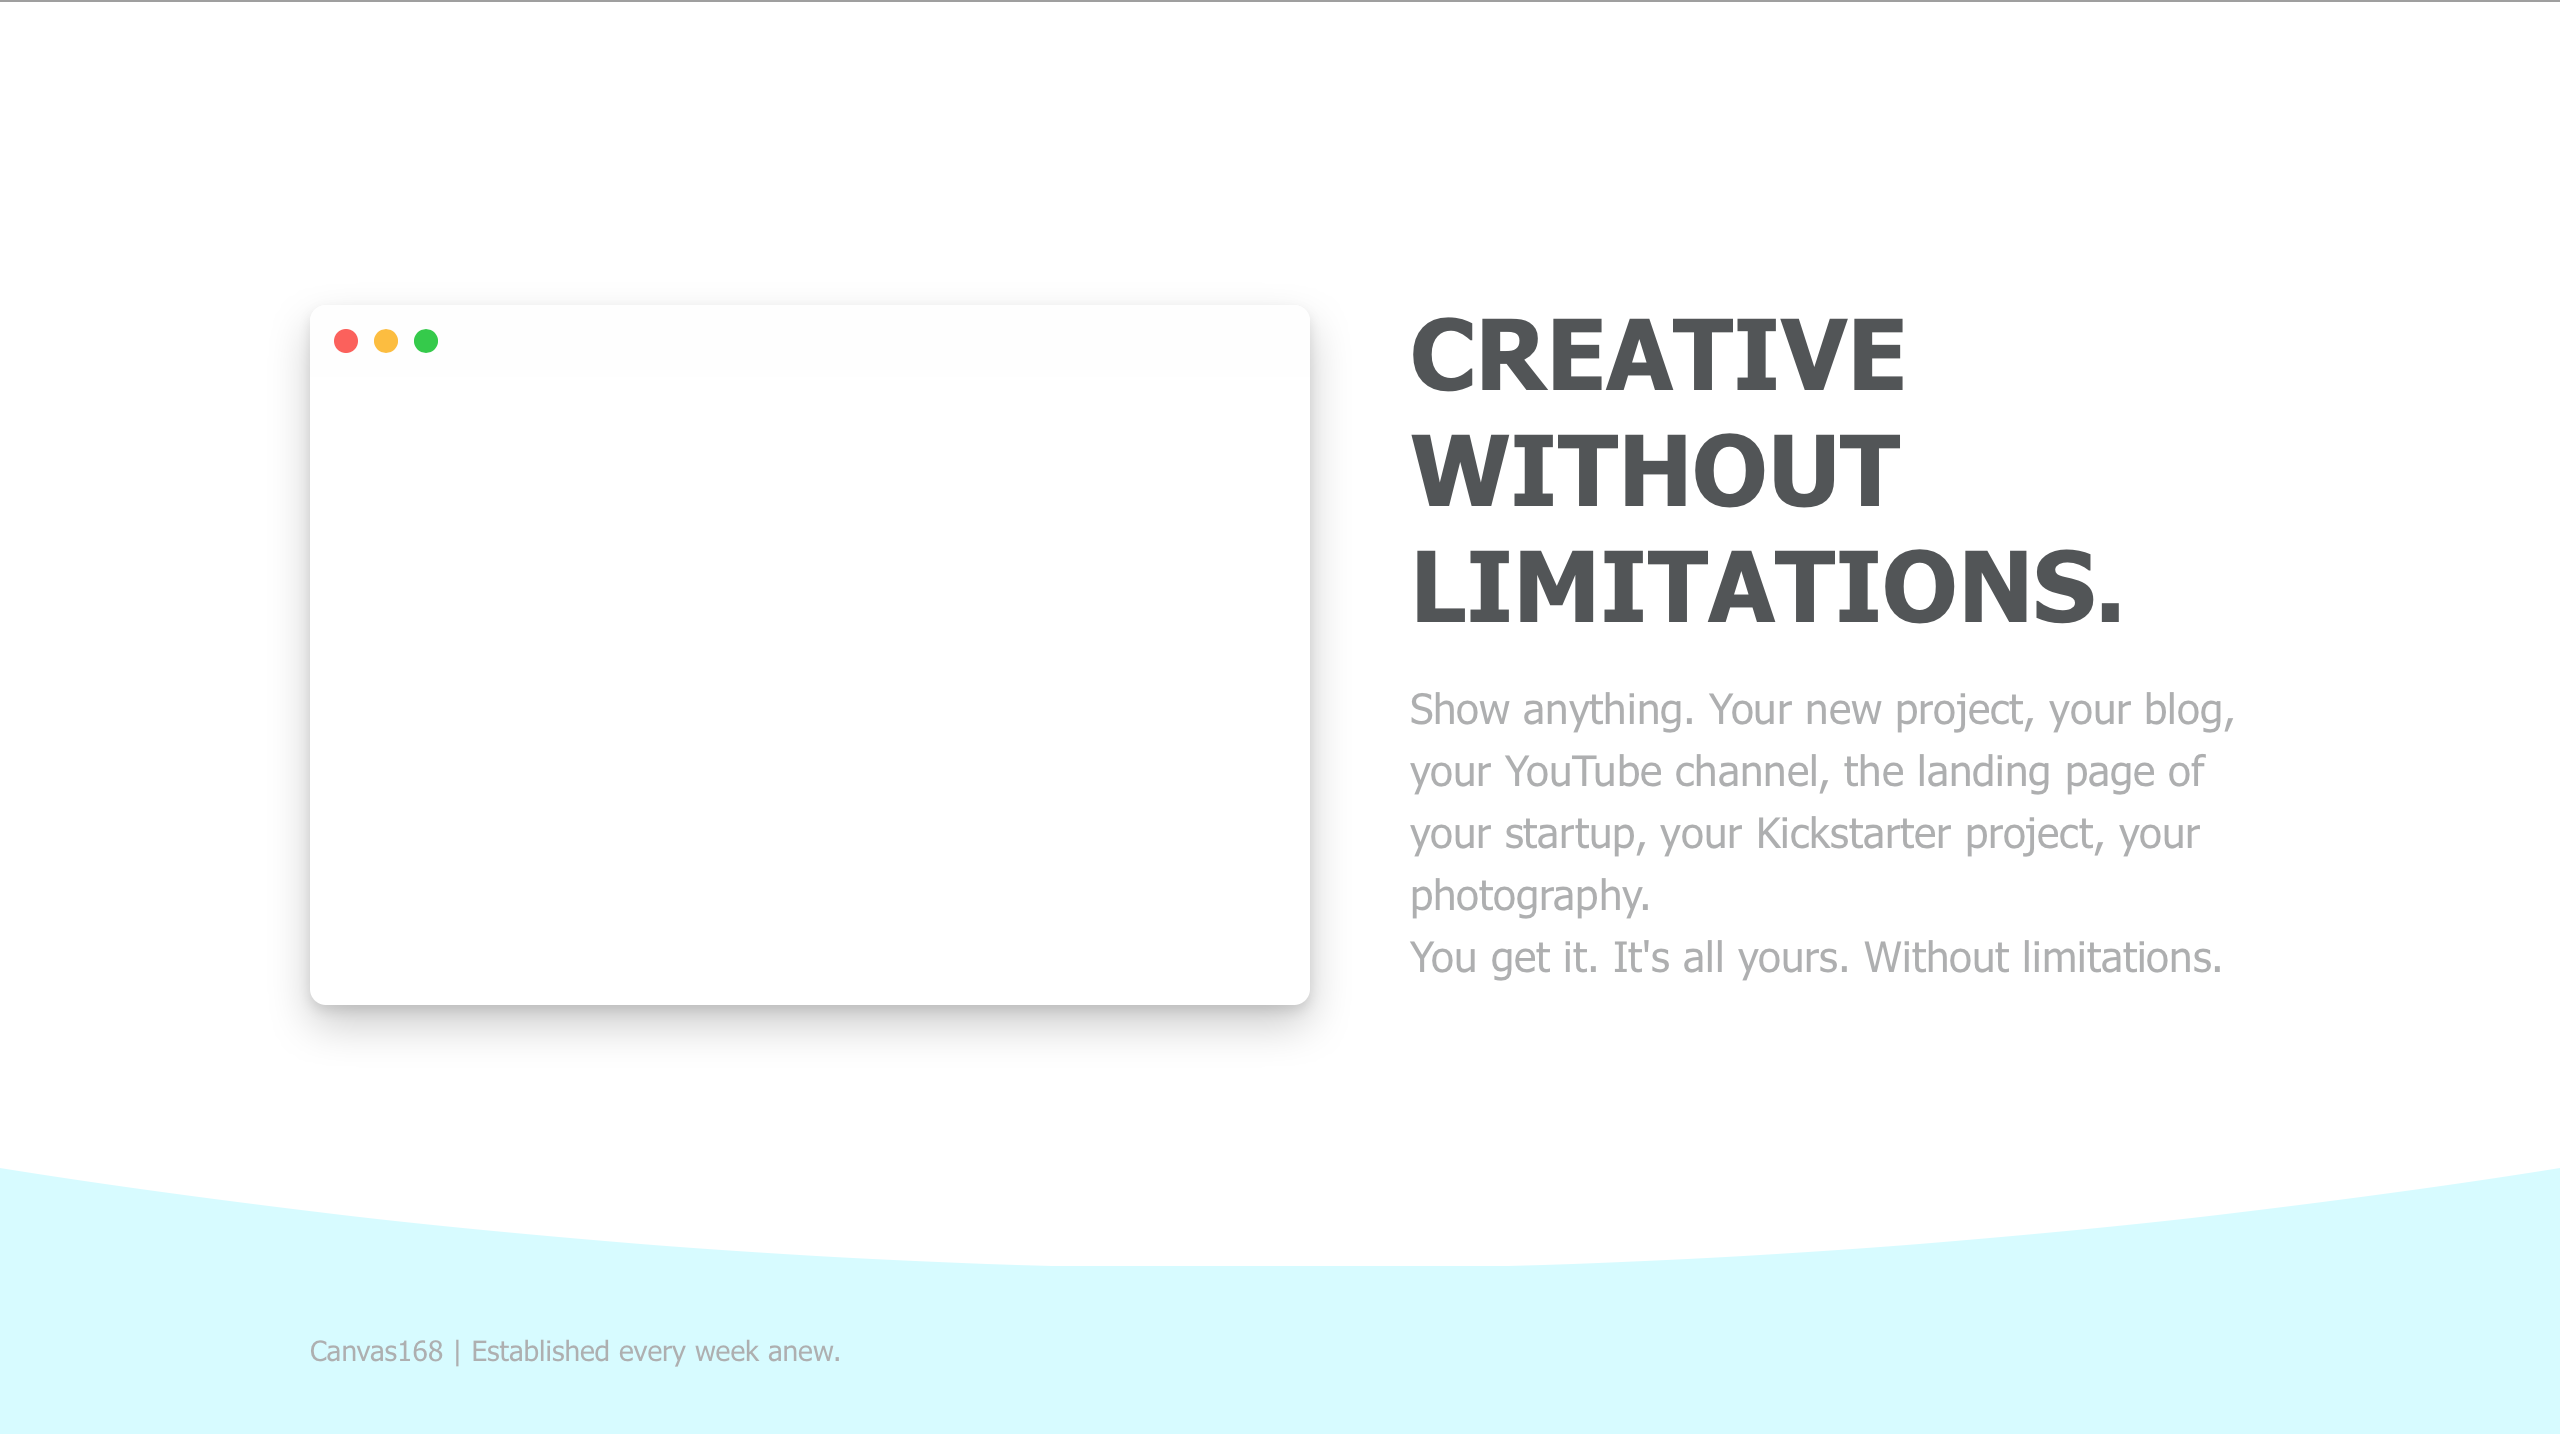 CREATIVE
WITHOUT
LIMITATIONS.
Show anything. Your new project, your blog,
your YouTube channel, the landing page of
your startup, your Kickstarter project, your
photography.
You get it. It's all yours. Without limitations.
Canvas168 | Established every week anew.